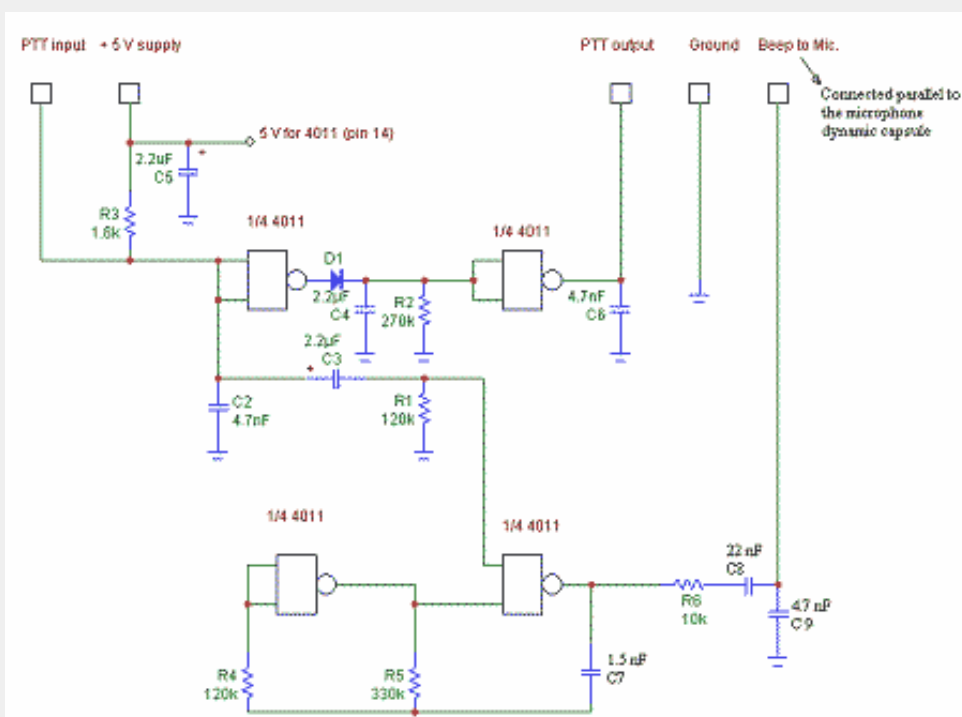 PTT input
+ 5 V supply
PTT output
Ground
Beep to Mic.
Connected parallel to
the microphone
dynamic capsule
5 V for 4011 (pin 14)
+
2.2uF
C5
R3
1.6k
1/4 4011
1/4 4011
D1
2.2µF
C4
R2
270k
4.7nF
C6
2.2µF
+
C3
C2
4.7nF
R1
120k
1/4 4011
1/4 4011
22 nF
C8
R6
10k
4.7 nF
C 9
R4
120k
R5
330k
1.5 nF
C7